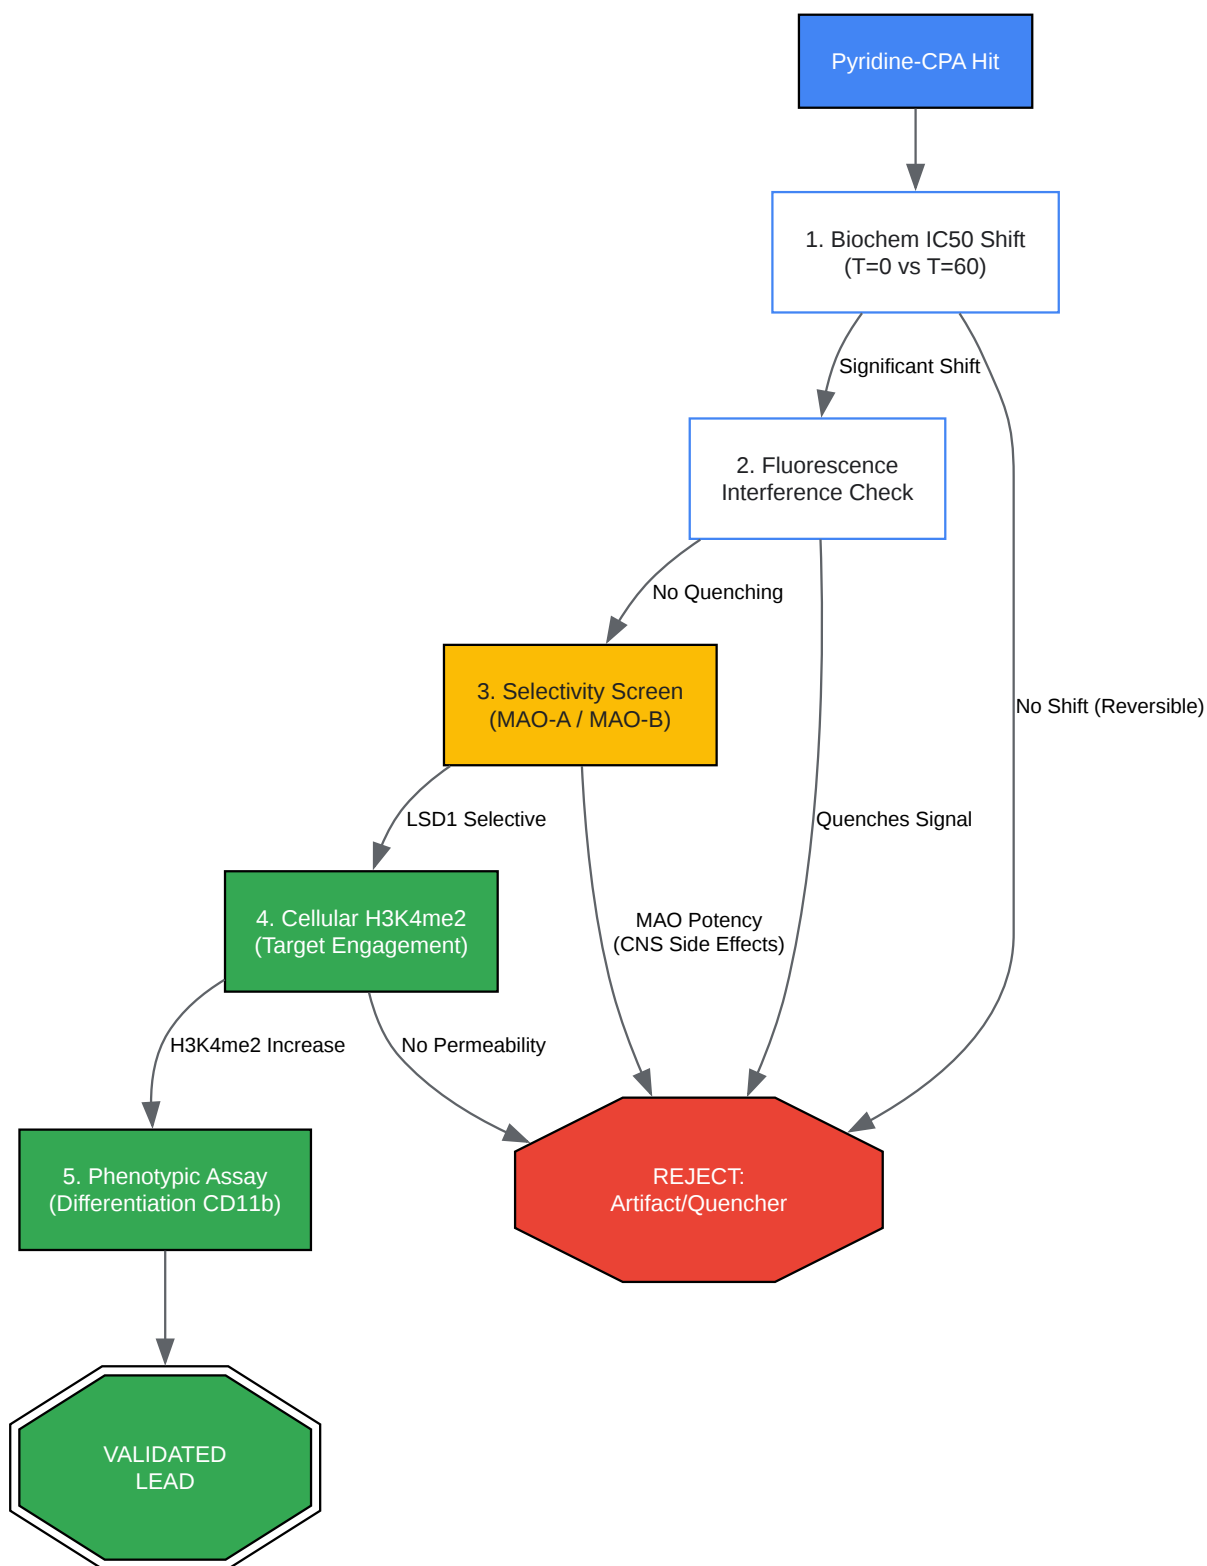 Pyridine-CPA Hit
1. Biochem IC50 Shift
(T=0 vs T=60)
Significant Shift
2. Fluorescence
Interference Check
No Quenching
3. Selectivity Screen
(MAO-A / MAO-B)
No Shift (Reversible)
LSD1 Selective
Quenches Signal
4. Cellular H3K4me2
(Target Engagement)
MAO Potency
(CNS Side Effects)
H3K4me2 Increase
No Permeability
5. Phenotypic Assay
(Differentiation CD11b)
REJECT:
Artifact/Quencher
VALIDATED
LEAD